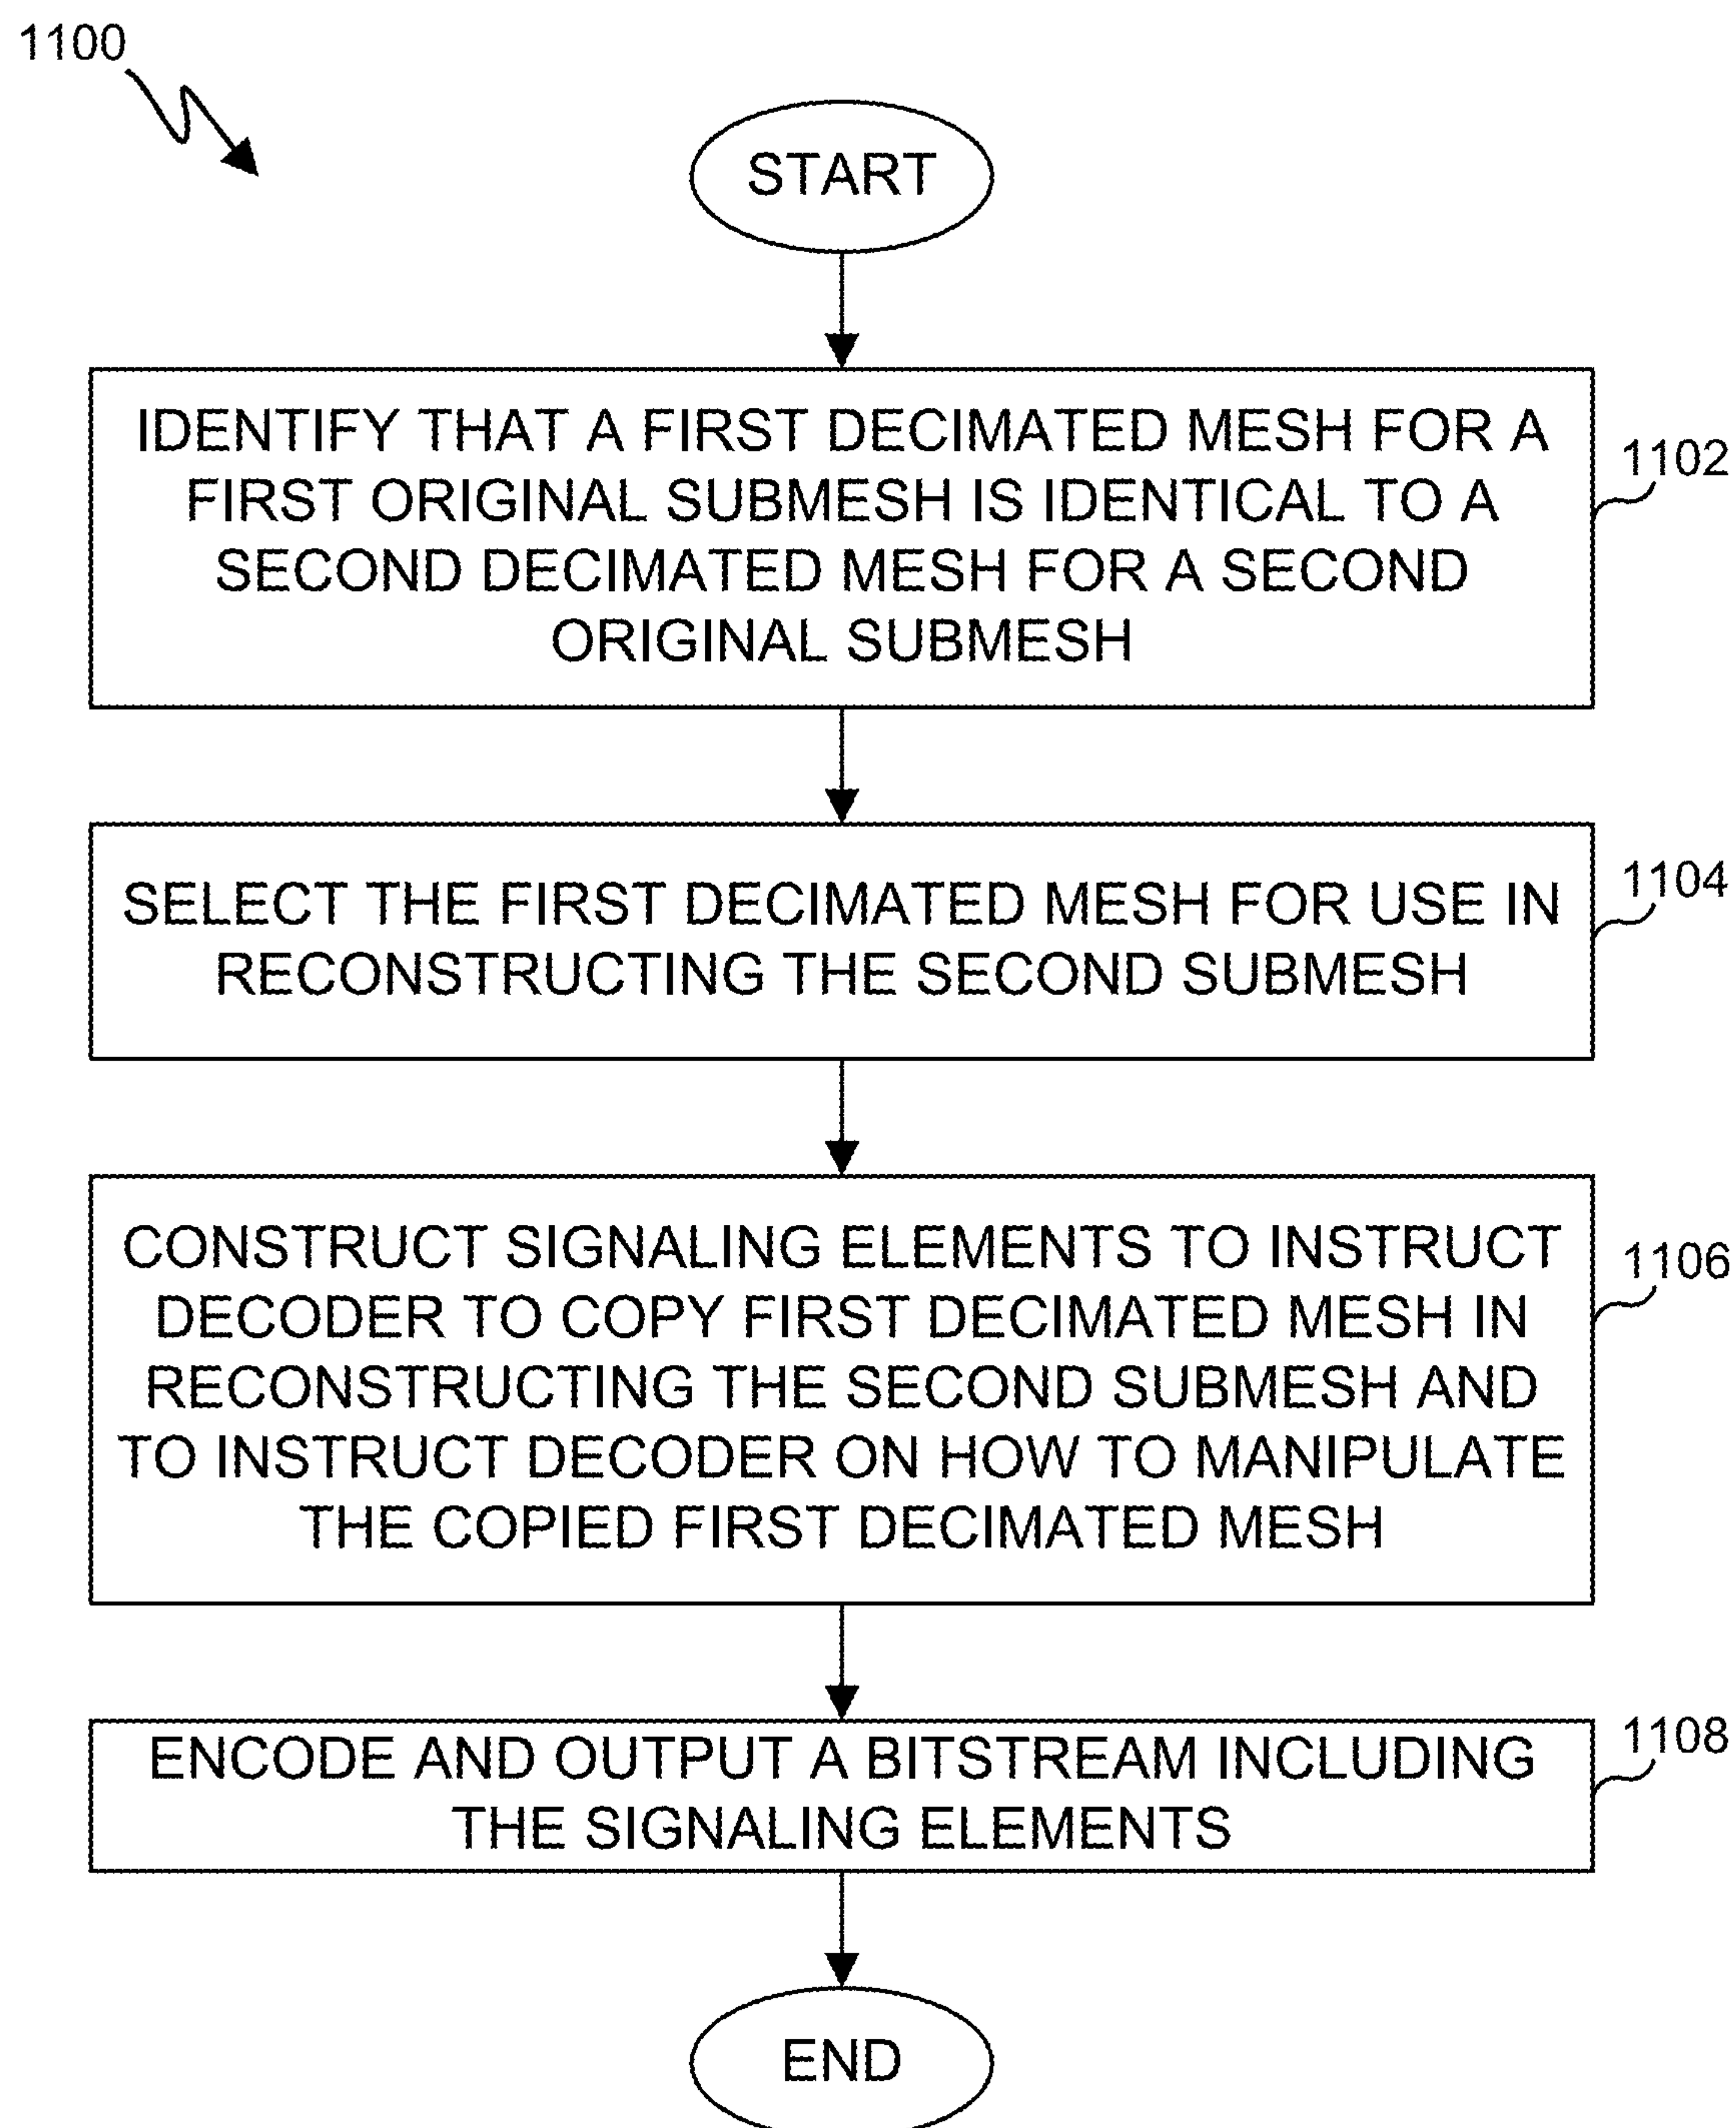 1100
START
IDENTIFY THAT A FIRST DECIMATED MESH FOR A
FIRST ORIGINAL SUBMESH IS IDENTICAL TO A
SECOND DECIMATED MESH FOR A SECOND
ORIGINAL SUBMESH
1102
SELECT THE FIRST DECIMATED MESH FOR USE IN
RECONSTRUCTING THE SECOND SUBMESH
1104
CONSTRUCT SIGNALING ELEMENTS TO INSTRUCT
DECODER TO COPY FIRST DECIMATED MESH IN
RECONSTRUCTING THE SECOND SUBMESH AND
TO INSTRUCT DECODER ON HOW TO MANIPULATE
THE COPIED FIRST DECIMATED MESH
1106
ENCODE AND OUTPUT A BITSTREAM INCLUDING
THE SIGNALING ELEMENTS
1108
END